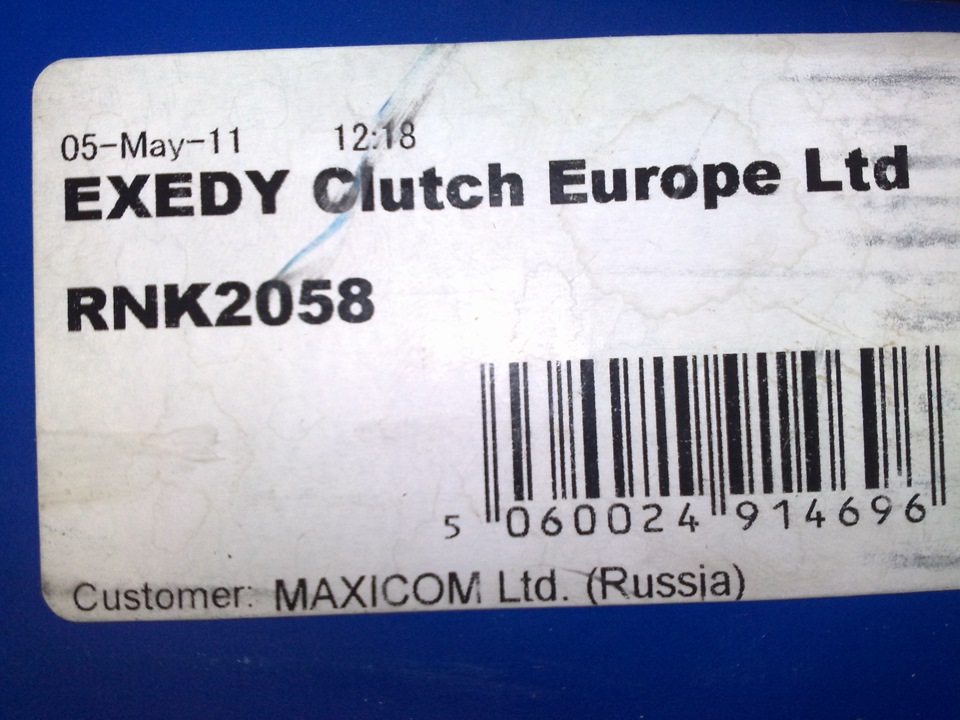 05-May-11 12:18
EXEDY Clutch Europe Ltd
RNK2058
5 060024 914696
Customer: MAXICOM Ltd. (Russia)